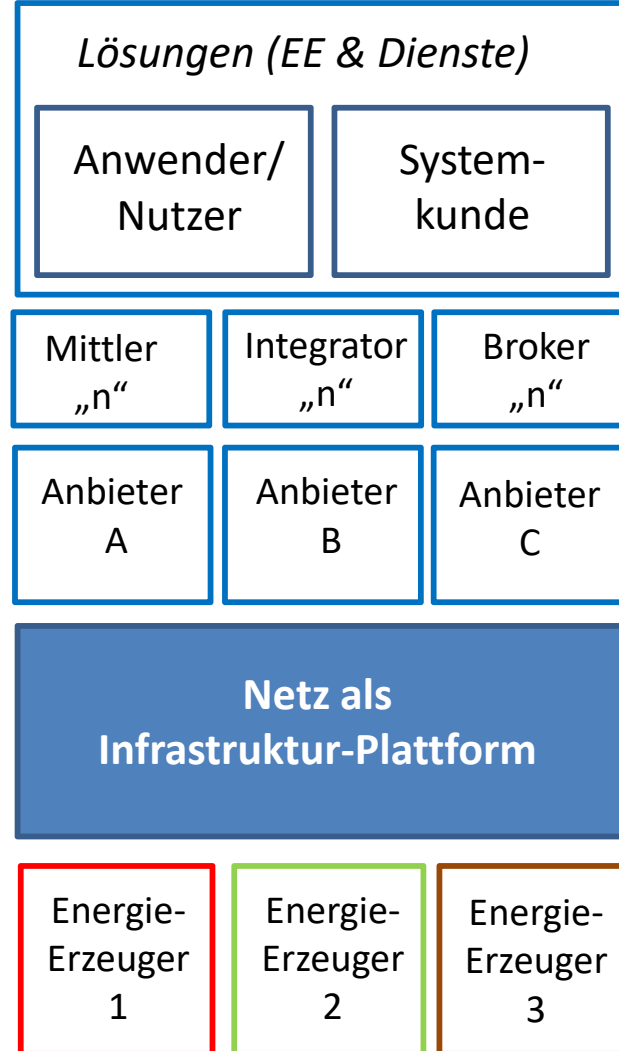 Lösungen (EE & Dienste)
Anwender/
Nutzer
System-
kunde
Mittler
„n“
Integrator
„n“
Broker
„n“
Anbieter
A
Anbieter
B
Anbieter
C
Netz als
Infrastruktur-Plattform
Energie-
Erzeuger
1
Energie-
Erzeuger
2
Energie-
Erzeuger
3